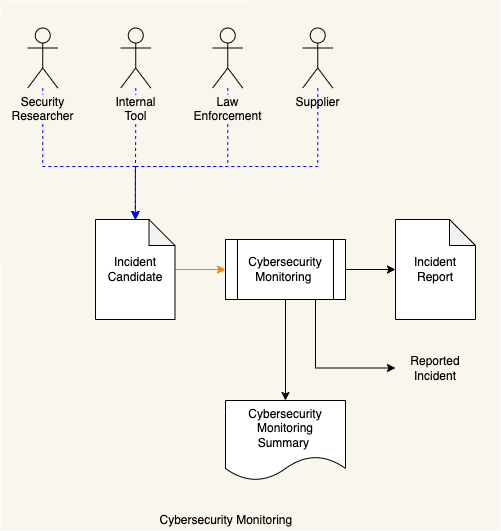 Security
Researcher
Internal
Tool
Law
Enforcement
Supplier
Incident
Candidate
Cybersecurity
Monitoring
Incident
Report
Reported
Incident
Cybersecurity
Monitoring
Summary
Cybersecurity Monitoring